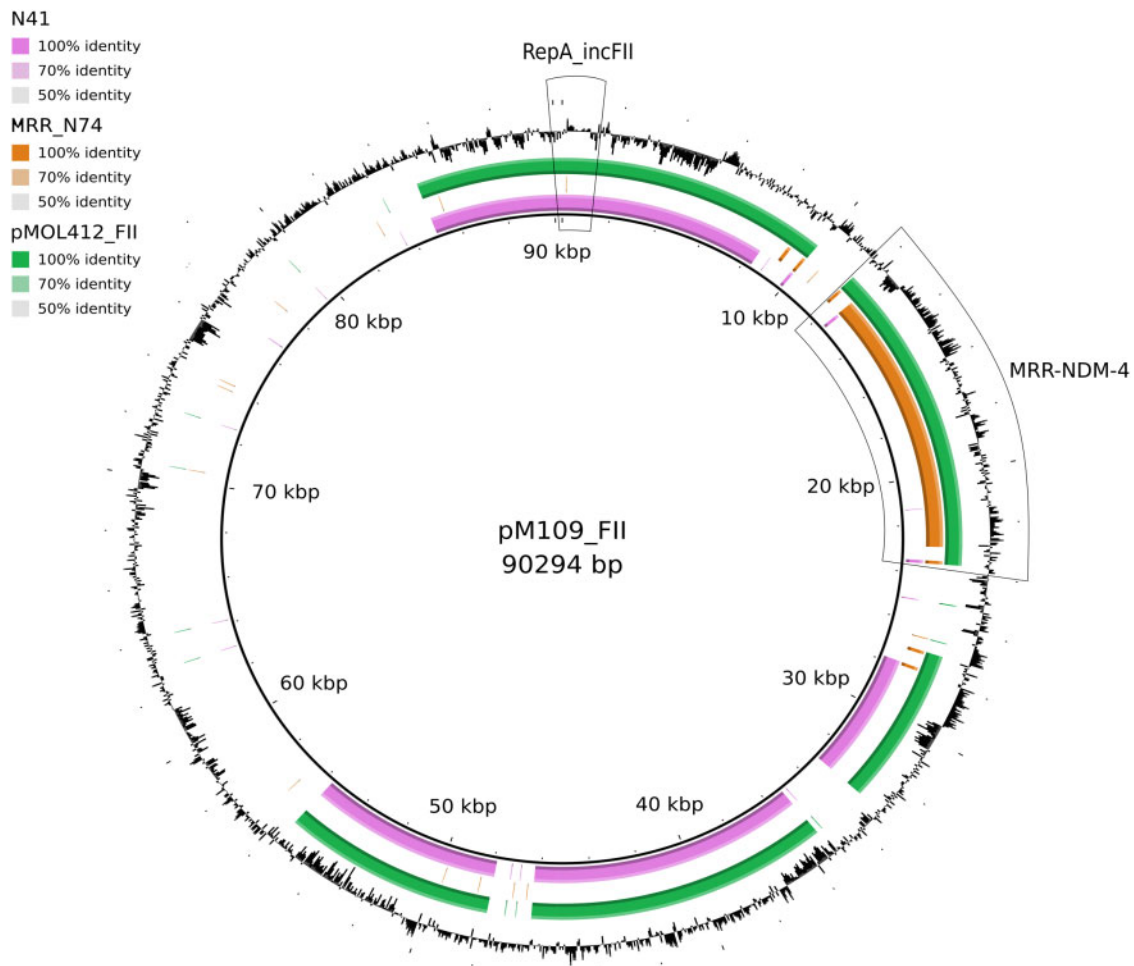 N41
100% identity
70% identity
50% identity
MRR_N74
100% identity
70% identity
50% identity
pMOL412_FII
100% identity
70% identity
50% identity
RepA_incFII
90 kbp
10 kbp
80 kbp
MRR-NDM-4
20 kbp
70 kbp
pM109_FII
90294 bp
30 kbp
60 kbp
50 kbp
40 kbp